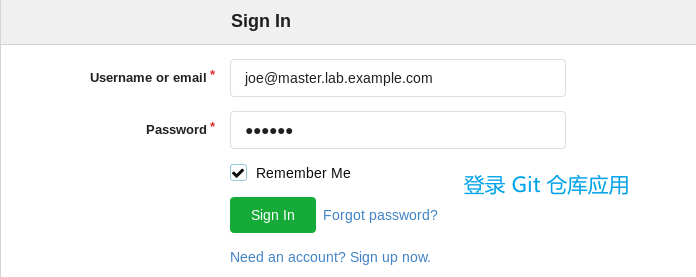 Sign In
Username or email *
joe@master.lab.example.com
Password *
●●●●●●
Remember Me
登录 Git 仓库应用
Sign In Forgot password?
Need an account? Sign up now.